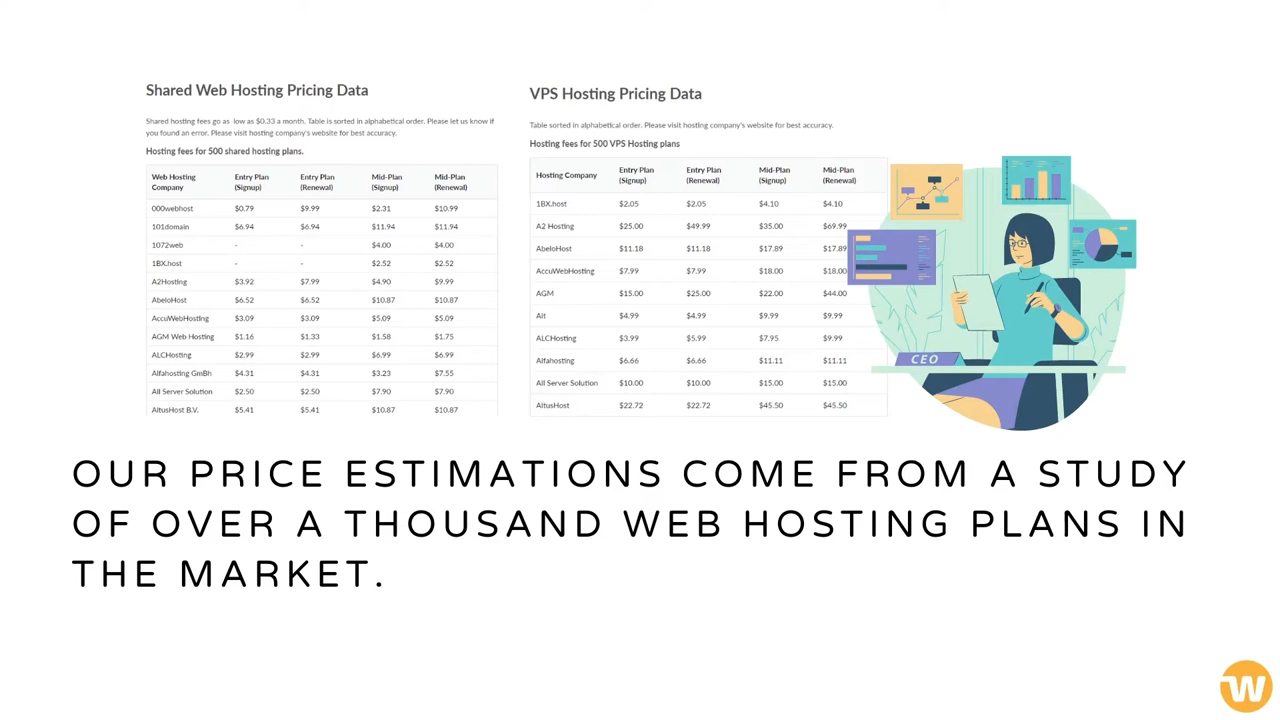 Shared Web Hosting Pricing Data
Shared hosting fees go as low as $0.33 a month. Table is sorted in alphabetical order. Please let us know if
you found an error. Please visit hosting company's website for best accuracy.
Hosting fees for 500 shared hosting plans.
Web Hosting Company Entry Plan (Signup) Entry Plan (Renewal) Mid-Plan (Signup) Mid-Plan (Renewal)
000webhost $0.79 $9.99 $2.31 $10.99
101domain $6.94 $6.94 $11.94 $11.94
1072web - - $4.00 $4.00
1BX.host - - $2.52 $2.52
A2Hosting $3.92 $7.99 $4.90 $9.99
AbeloHost $6.52 $6.52 $10.87 $10.87
AccuWebHosting $3.09 $3.09 $5.09 $5.09
AGM Web Hosting $1.16 $1.33 $1.58 $1.75
ALCHosting $2.99 $2.99 $6.99 $6.99
Alfahosting GmBh $4.31 $4.31 $3.23 $7.55
All Server Solution $2.50 $2.50 $7.90 $7.90
AltusHost B.V. $5.41 $5.41 $10.87 $10.87
VPS Hosting Pricing Data
Table sorted in alphabetical order. Please visit hosting company's website for best accuracy.
Hosting fees for 500 VPS Hosting plans
Hosting Company Entry Plan (Signup) Entry Plan (Renewal) Mid-Plan (Signup) Mid-Plan (Renewal)
1BX.host $2.05 $2.05 $4.10 $4.10
A2 Hosting $25.00 $49.99 $35.00 $69.99
AbeloHost $11.18 $11.18 $17.89 $17.89
AccuWebHosting $7.99 $7.99 $18.00 $18.00
AGM $15.00 $25.00 $22.00 $44.00
Alt $4.99 $4.99 $9.99 $9.99
ALCHosting $3.99 $5.99 $7.95 $9.99
Alfahosting $6.66 $6.66 $11.11 $11.11
All Server Solution $10.00 $10.00 $15.00 $15.00
AltusHost $22.72 $22.72 $45.50 $45.50
CEO
OUR PRICE ESTIMATIONS COME FROM A STUDY
OF OVER A THOUSAND WEB HOSTING PLANS IN
THE MARKET.
W